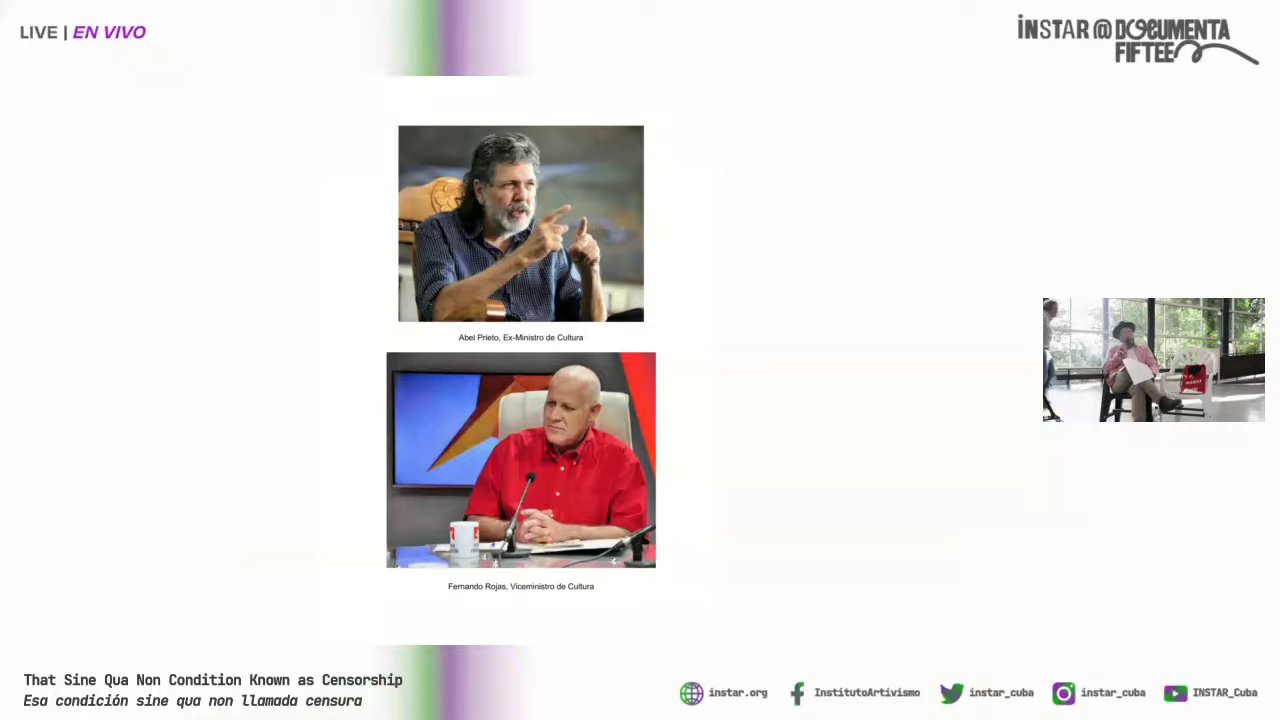 LIVE | EN VIVO
INSTAR @ DOCUMENTA
FIFTEEN
Abel Prieto, Ex-Ministro de Cultura
Fernando Rojas, Viceministro de Cultura
That Sine Qua Non Condition Known as Censorship
Esa condición sine qua non llamada censura
instar.org
InstitutoArtivismo
instar_cuba
instar_cuba
INSTAR_Cuba